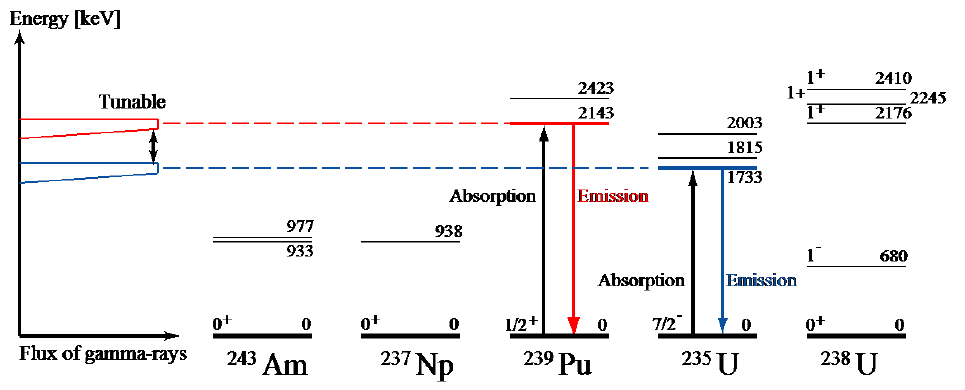 Energy [keV]
Tunable
Flux of gamma-rays
977
933
0+ 0
243Am
938
0+ 0
237Np
2423
2143
Absorption
Emission
1/2+ 0
239Pu
2003
1815
1733
Absorption
Emission
7/2- 0
235U
1+ 2410
1+ 2245
1+ 2176
1- 680
0+ 0
238U